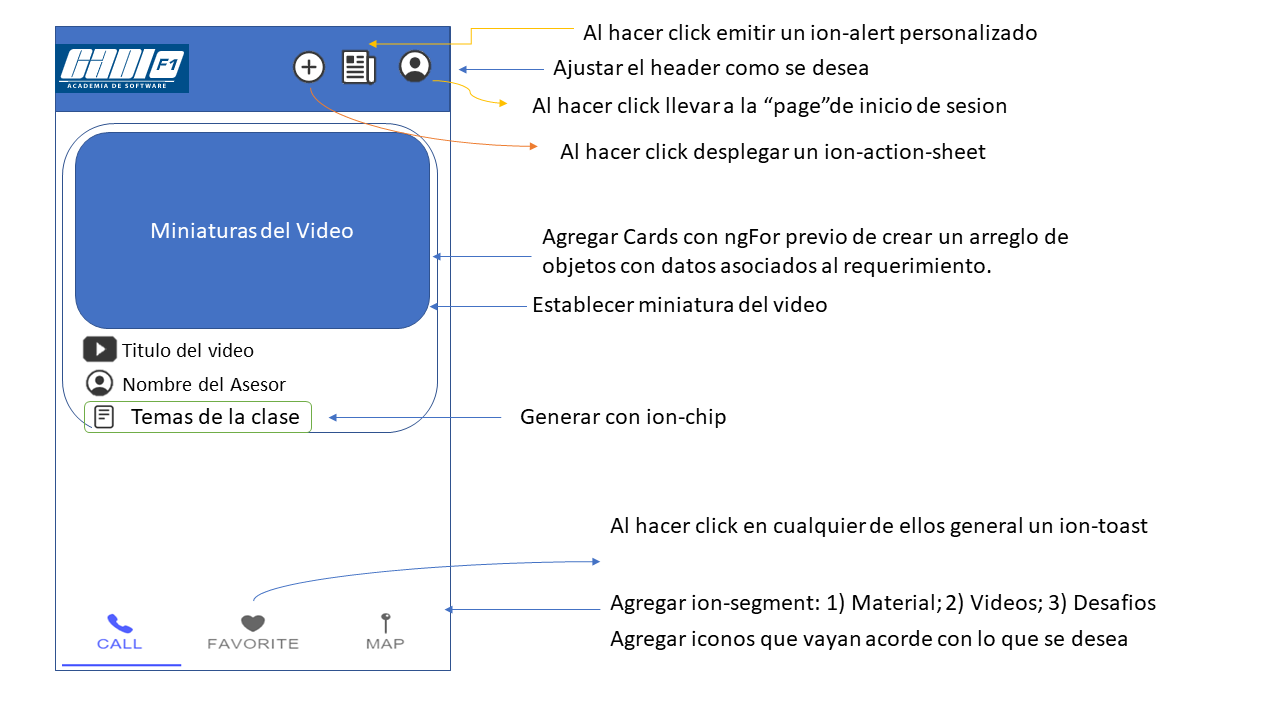 Al hacer click emitir un ion-alert personalizado
CADI F1
ACADEMIA DE SOFTWARE
Ajustar el header como se desea
Al hacer click llevar a la “page”de inicio de sesion
Al hacer click desplegar un ion-action-sheet
Miniaturas del Video
Agregar Cards con ngFor previo de crear un arreglo de
objetos con datos asociados al requerimiento.
Establecer miniatura del video
Titulo del video
Nombre del Asesor
Temas de la clase
Generar con ion-chip
Al hacer click en cualquier de ellos general un ion-toast
Agregar ion-segment: 1) Material; 2) Videos; 3) Desafios
Agregar iconos que vayan acorde con lo que se desea
CALL
FAVORITE
MAP